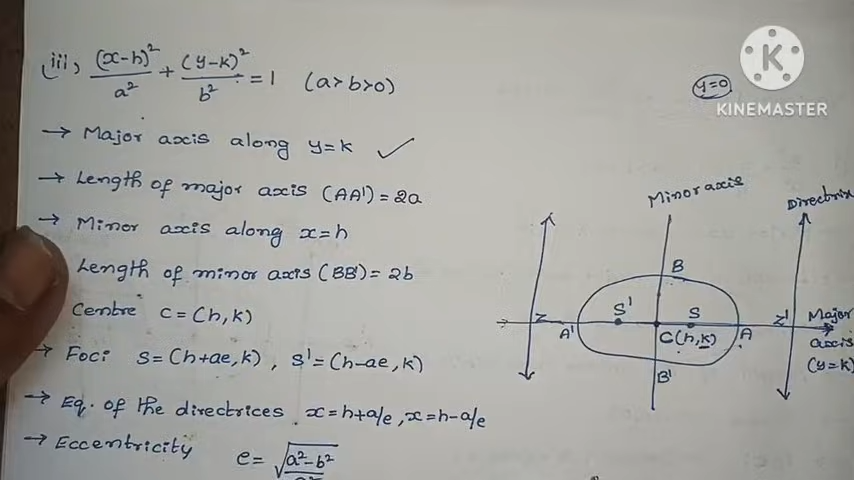 iii, (x-h)²/a² + (y-k)²/b² = 1 (a>b>0)
→ Major axis along y=k ✓
→ Length of major axis (AA') = 2a
→ Minor axis along x=h
Length of minor axis (BB') = 2b
Centre C = (h,k)
→ Foci S = (h+ae, k), S' = (h-ae, k)
→ Eq. of the directrices x = h+a/e, x = h-a/e
→ Eccentricity e = √(a²-b²/a²)
y=0
K
KINEMASTER
Minor axis
Directrix
B
S'
S
Z
A'
C(h,k)
A
Z'
B'
Major
axis
(y=k)